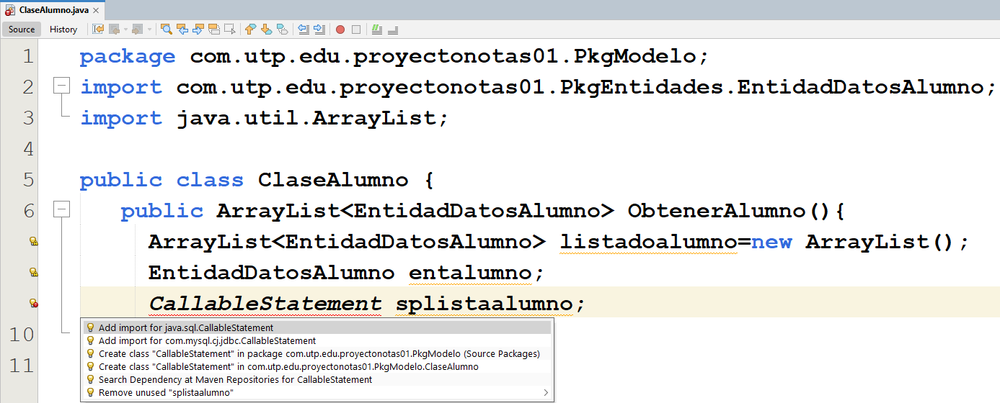 ClaseAlumno.java
Source History
1 package com.utp.edu.proyectonotas01.PkgModelo;
2 import com.utp.edu.proyectonotas01.PkgEntidades.EntidadDatosAlumno;
3 import java.util.ArrayList;
4
5 public class ClaseAlumno {
6 public ArrayList<EntidadDatosAlumno> ObtenerAlumno(){
ArrayList<EntidadDatosAlumno> listadoalumno=new ArrayList();
EntidadDatosAlumno entalumno;
CallableStatement splistaalumno;
10
11
Add import for java.sql.CallableStatement
Add import for com.mysql.cj.jdbc.CallableStatement
Create class "CallableStatement" in package com.utp.edu.proyectonotas01.PkgModelo (Source Packages)
Create class "CallableStatement" in com.utp.edu.proyectonotas01.PkgModelo.ClaseAlumno
Search Dependency at Maven Repositories for CallableStatement
Remove unused "splistaalumno"